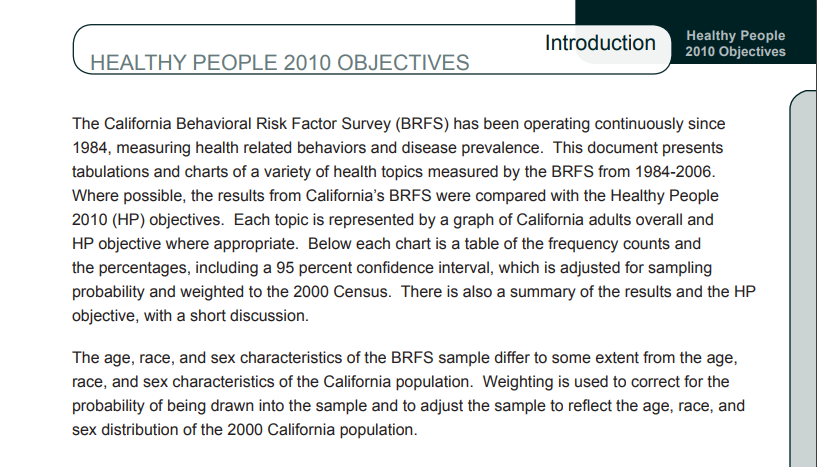 Introduction
Healthy People
2010 Objectives
HEALTHY PEOPLE 2010 OBJECTIVES
The California Behavioral Risk Factor Survey (BRFS) has been operating continuously since
1984, measuring health related behaviors and disease prevalence.  This document presents
tabulations and charts of a variety of health topics measured by the BRFS from 1984-2006.
Where possible, the results from California's BRFS were compared with the Healthy People
2010 (HP) objectives.  Each topic is represented by a graph of California adults overall and
HP objective where appropriate.  Below each chart is a table of the frequency counts and
the percentages, including a 95 percent confidence interval, which is adjusted for sampling
probability and weighted to the 2000 Census.  There is also a summary of the results and the HP
objective, with a short discussion.
The age, race, and sex characteristics of the BRFS sample differ to some extent from the age,
race, and sex characteristics of the California population.  Weighting is used to correct for the
probability of being drawn into the sample and to adjust the sample to reflect the age, race, and
sex distribution of the 2000 California population.